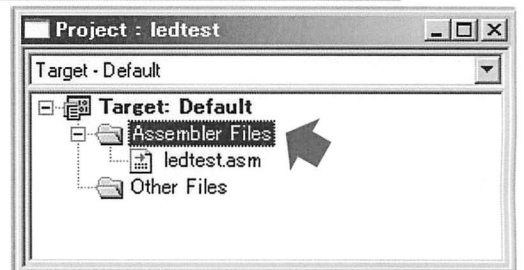 Project : ledtest
Target - Default
Target: Default
Assembler Files
ledtest.asm
Other Files